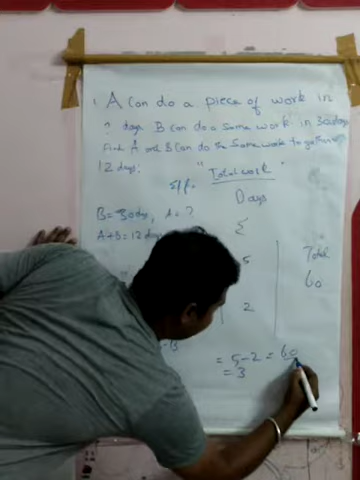 1. A Can do a piece of work in
? days B Can do a Same work in 30 days
Find A and B Can do the Same work together
12 days.
"Total work"
Eff.
Days
B = 30 days, A = ?
A + B = 12 days
Total
5
60
2
- B
= 5 - 2 = 60
= 3